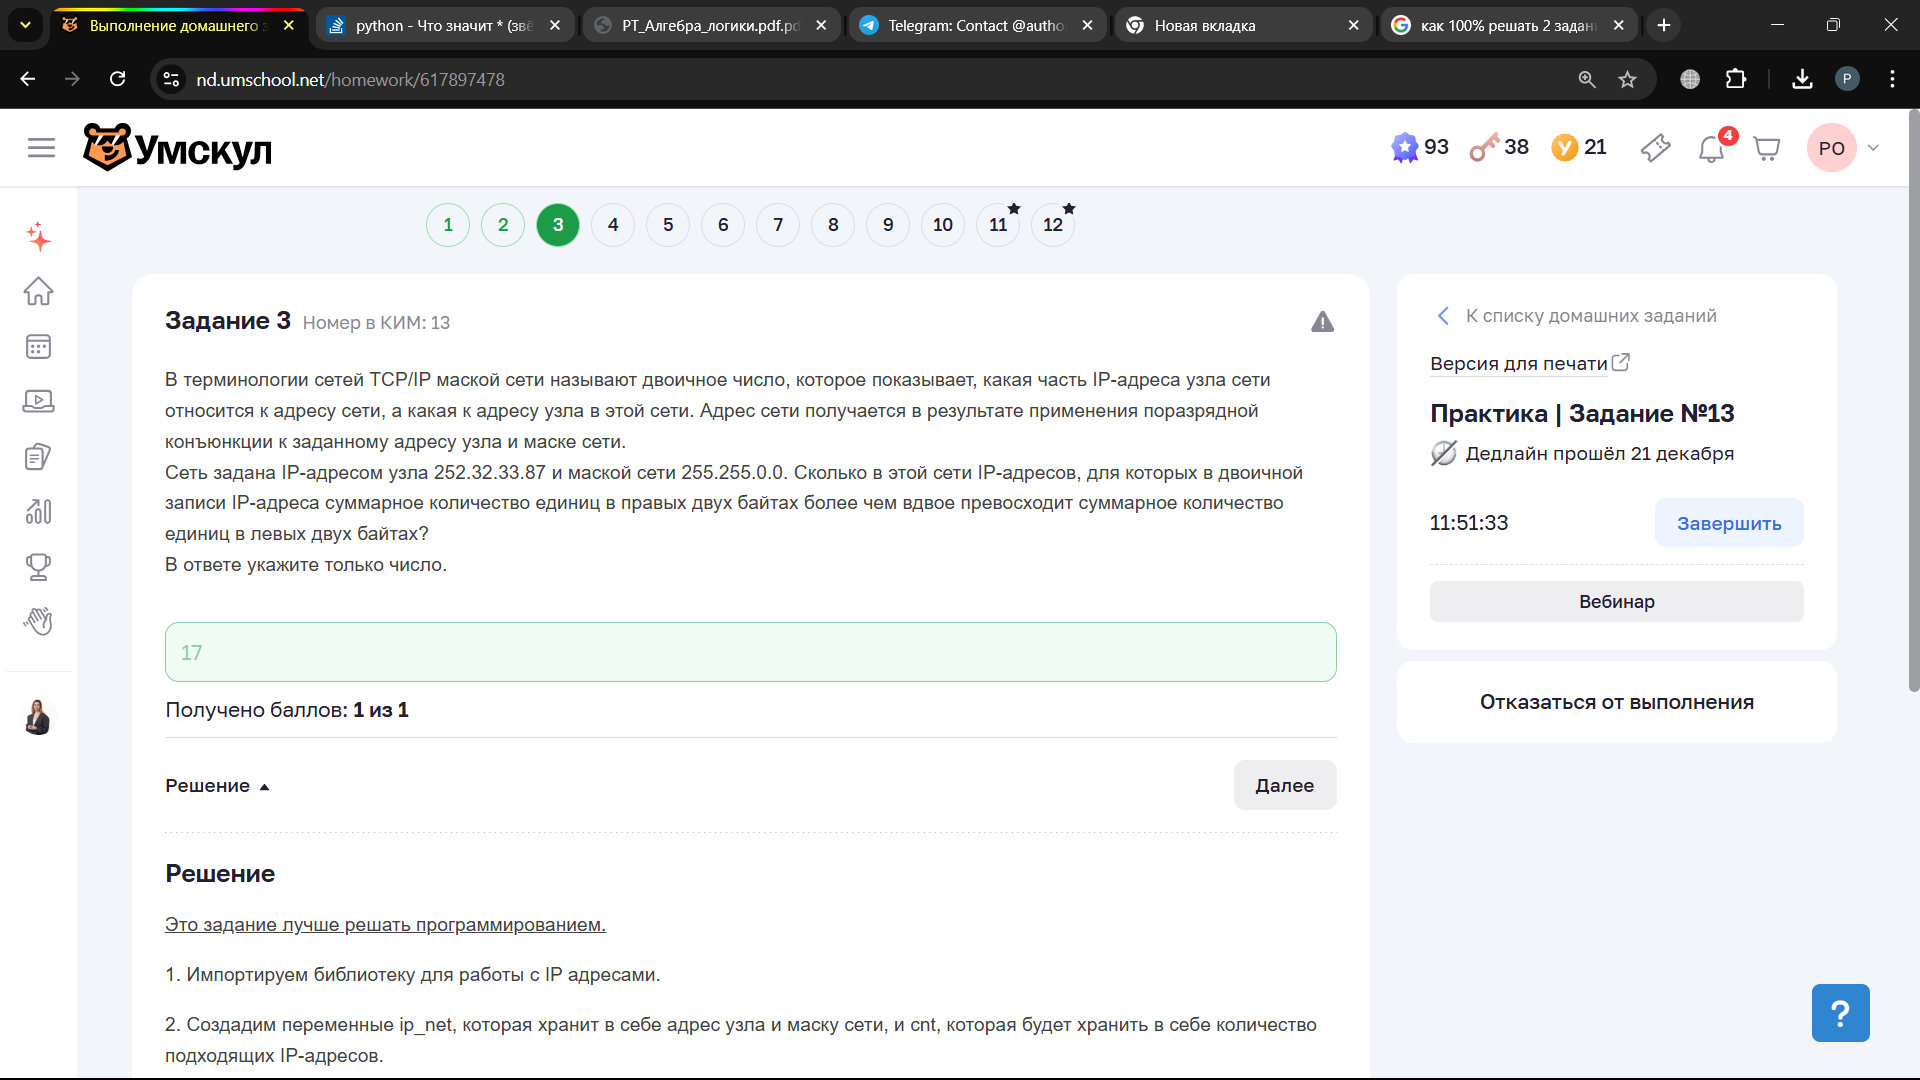 Выполнение домашнего з
python - Что значит * (звё
РТ_Алгебра_логики.pdf.pd
Telegram: Contact @autho
Новая вкладка
как 100% решать 2 задан
nd.umschool.net/homework/617897478
P
Умскул
93
38
21
4
РО
1
2
3
4
5
6
7
8
9
10
11
12
Задание 3 Номер в КИМ: 13
В терминологии сетей TCP/IP маской сети называют двоичное число, которое показывает, какая часть IP-адреса узла сети
относится к адресу сети, а какая к адресу узла в этой сети. Адрес сети получается в результате применения поразрядной
конъюнкции к заданному адресу узла и маске сети.
Сеть задана IP-адресом узла 252.32.33.87 и маской сети 255.255.0.0. Сколько в этой сети IP-адресов, для которых в двоичной
записи IP-адреса суммарное количество единиц в правых двух байтах более чем вдвое превосходит суммарное количество
единиц в левых двух байтах?
В ответе укажите только число.
17
Получено баллов: 1 из 1
Решение
Далее
Решение
Это задание лучше решать программированием.
1. Импортируем библиотеку для работы с IP адресами.
2. Создадим переменные ip_net, которая хранит в себе адрес узла и маску сети, и cnt, которая будет хранить в себе количество
подходящих IP-адресов.
К списку домашних заданий
Версия для печати
Практика | Задание №13
Дедлайн прошёл 21 декабря
11:51:33
Завершить
Вебинар
Отказаться от выполнения
?